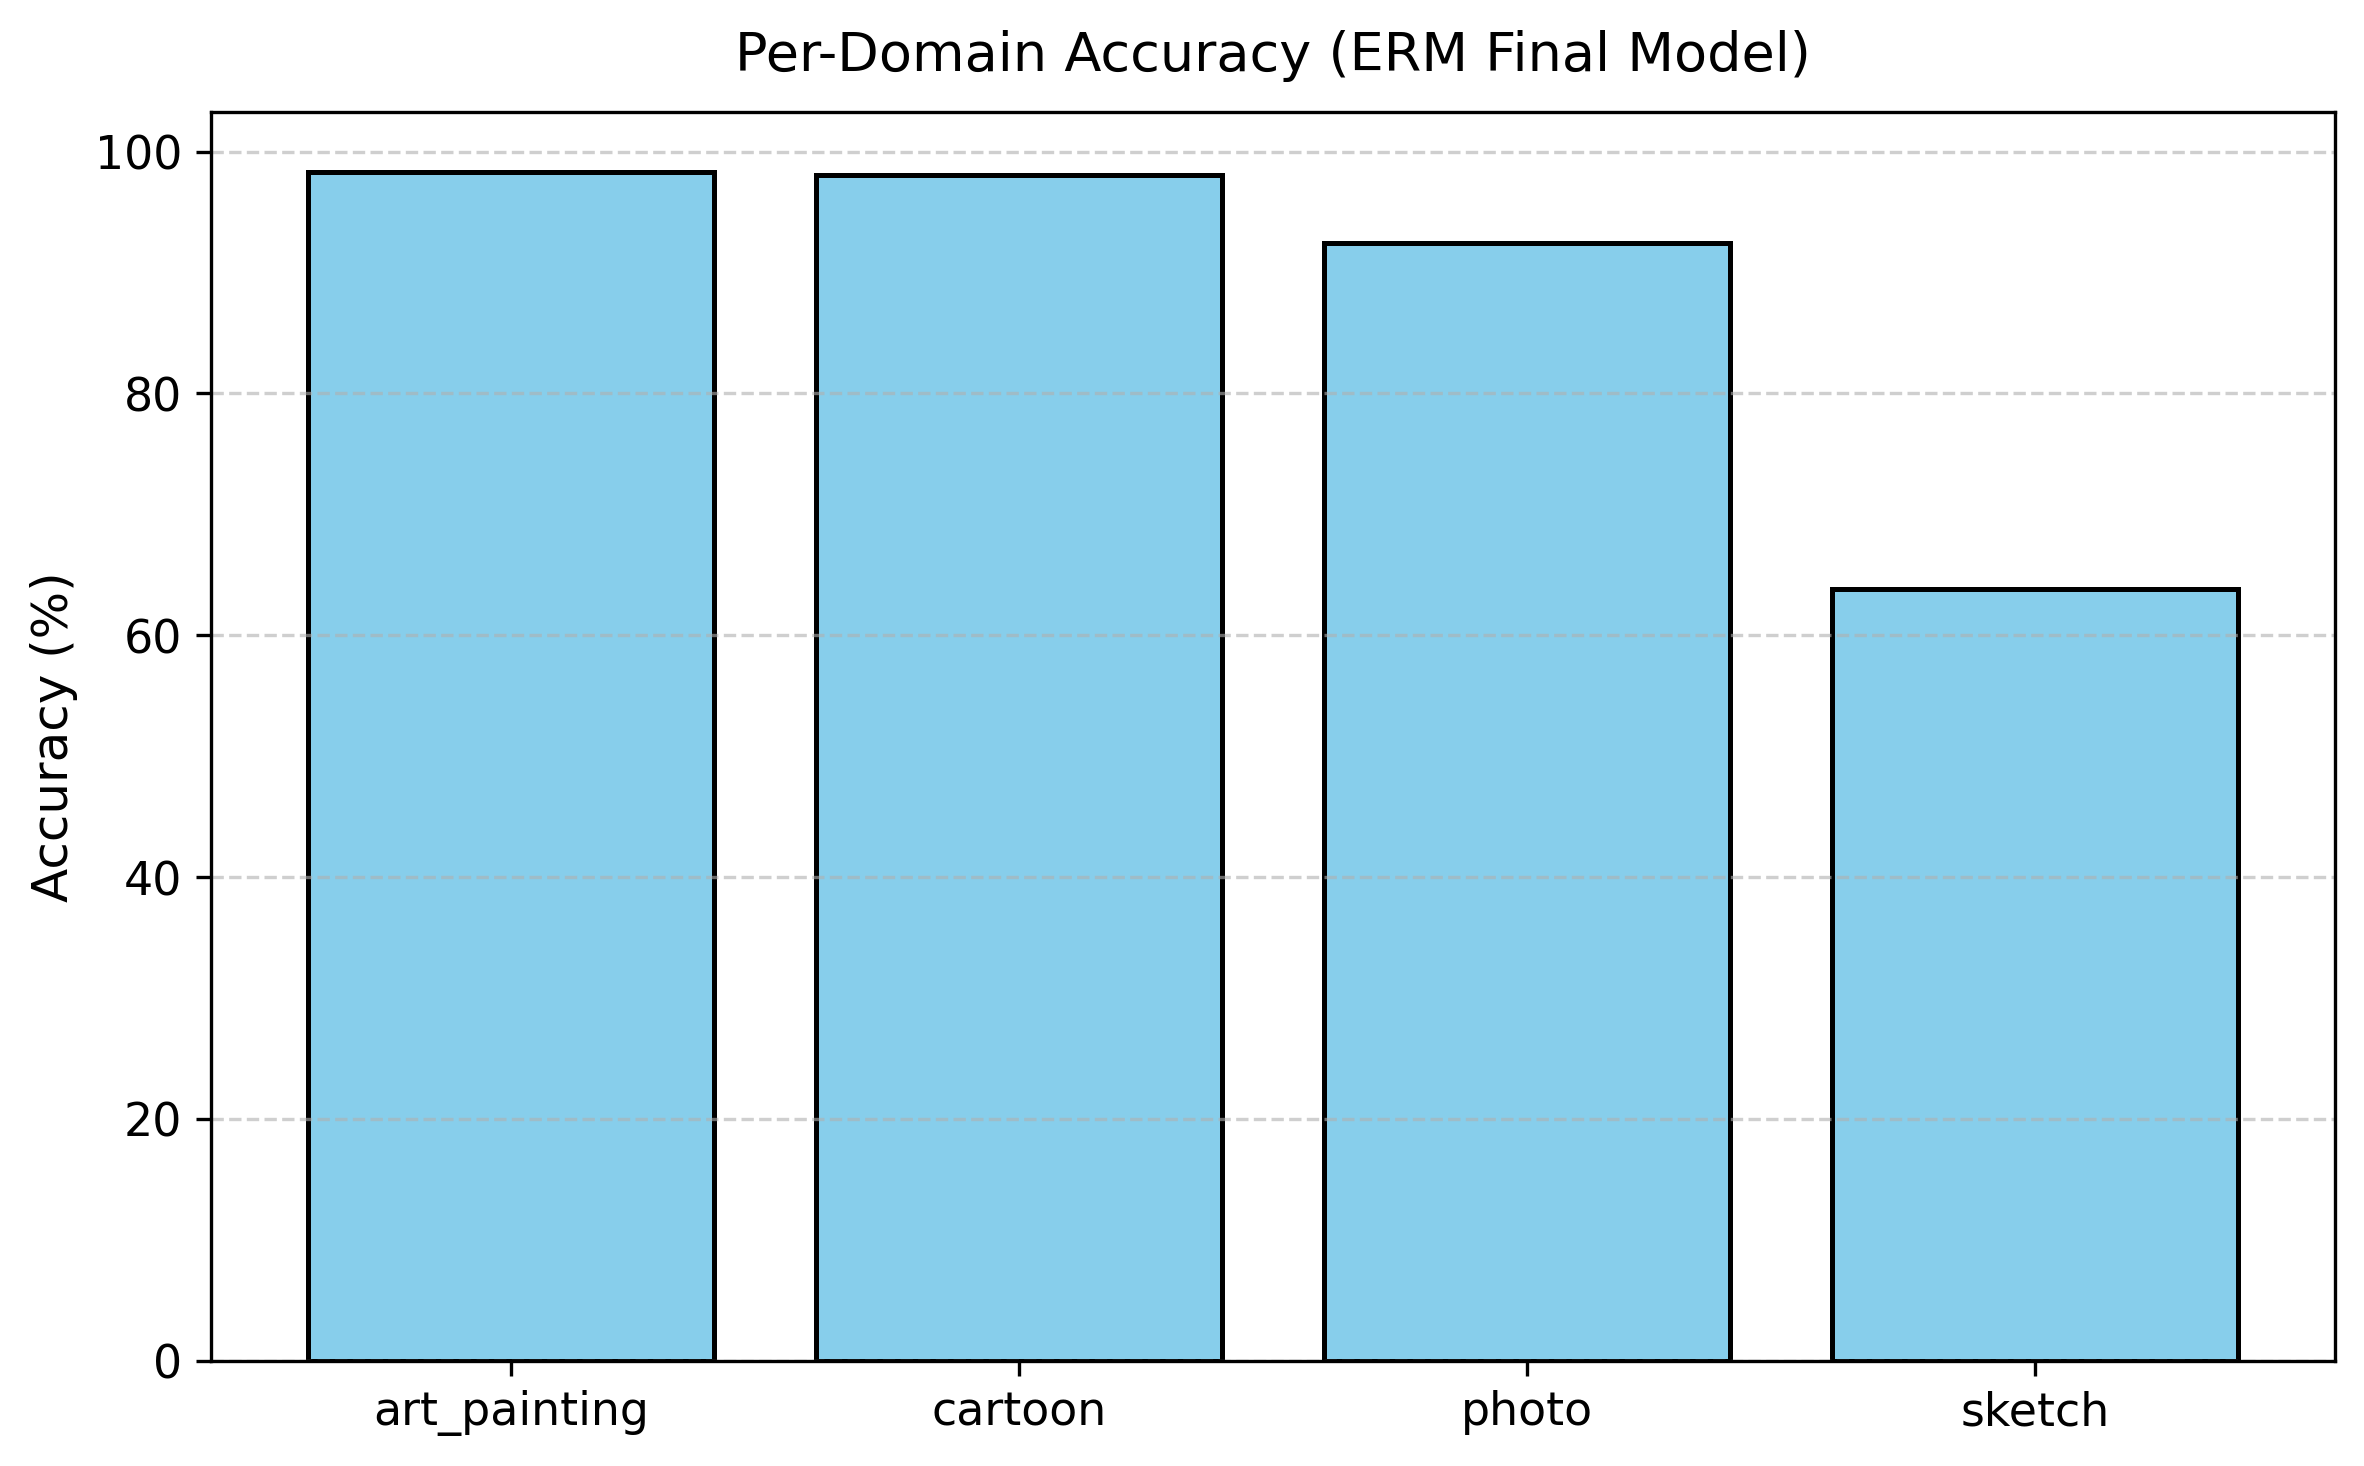 Per-Domain Accuracy (ERM Final Model)
Accuracy (%)
100
80
60
40
20
0
art_painting
cartoon
photo
sketch